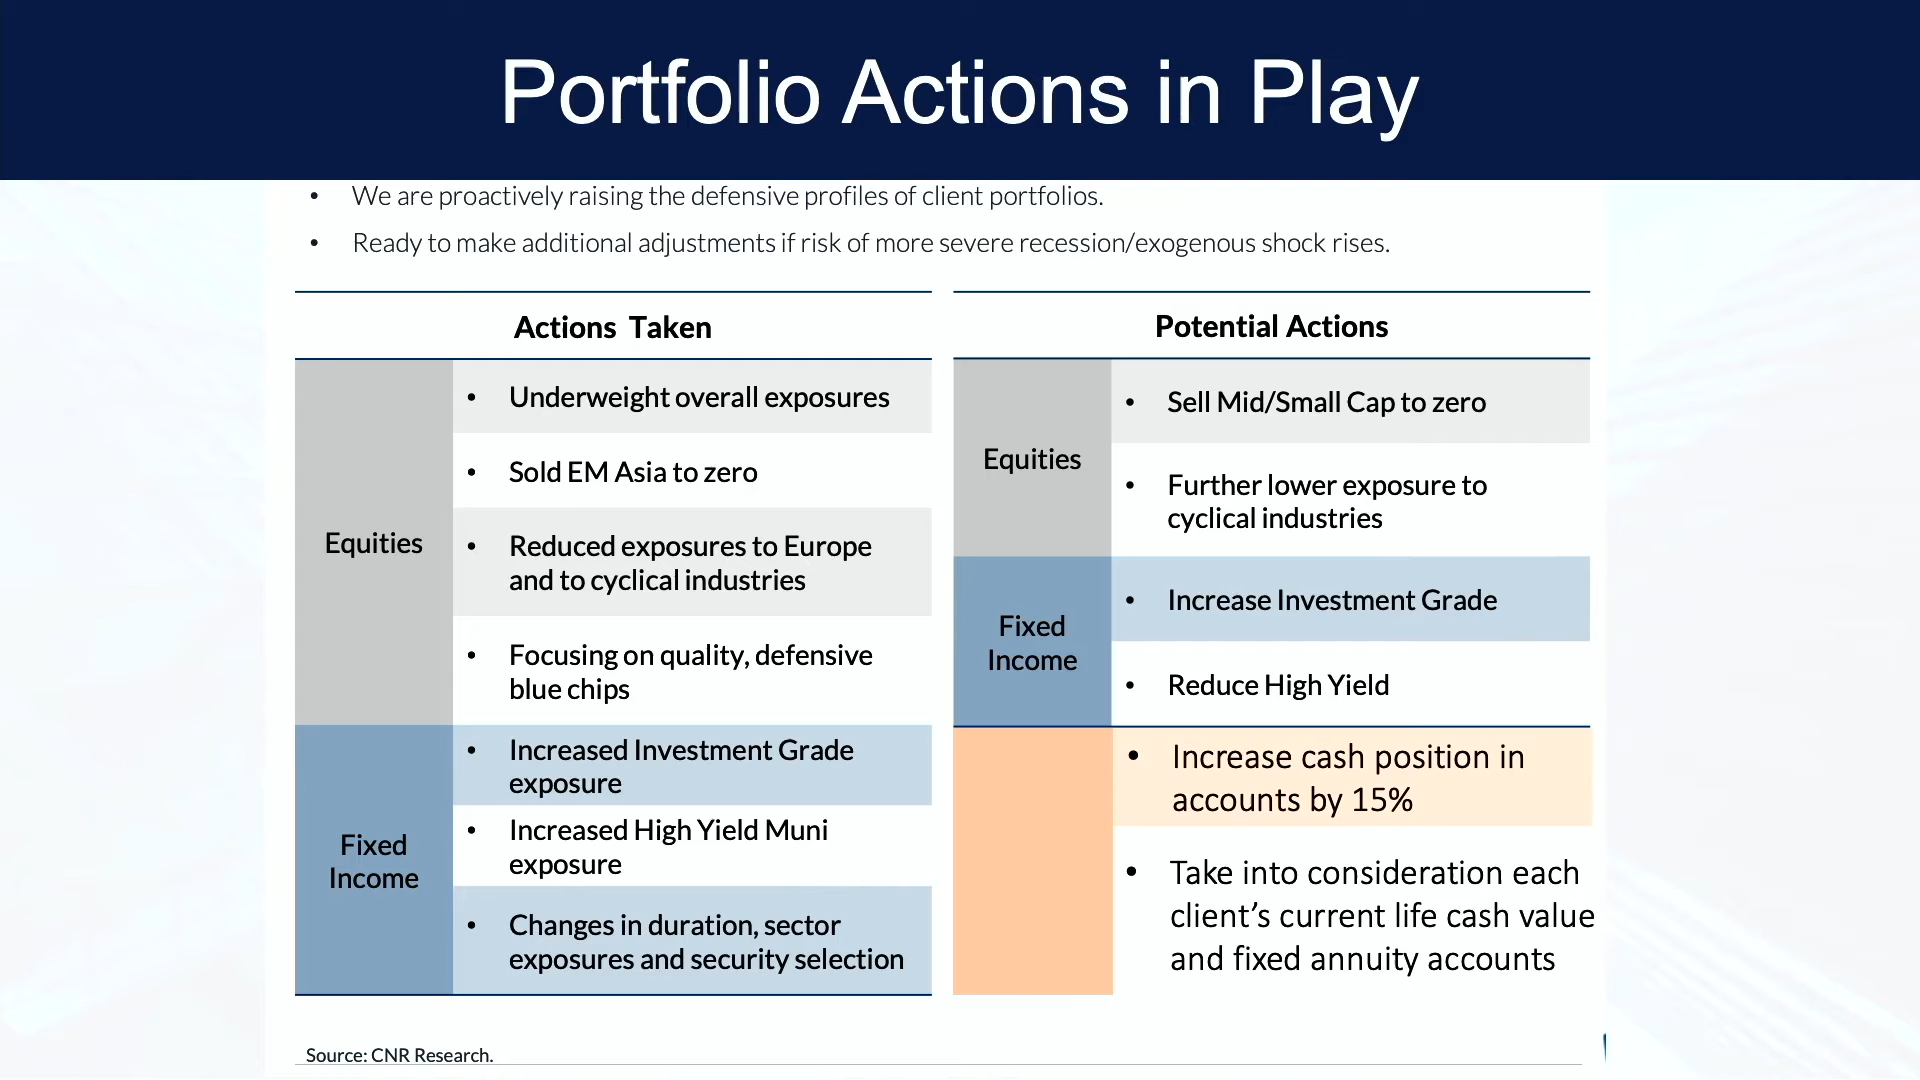 Portfolio Actions in Play
• We are proactively raising the defensive profiles of client portfolios.
• Ready to make additional adjustments if risk of more severe recession/exogenous shock rises.
Actions Taken
Equities
• Underweight overall exposures
• Sold EM Asia to zero
• Reduced exposures to Europe
and to cyclical industries
• Focusing on quality, defensive
blue chips
Fixed
Income
• Increased Investment Grade
exposure
• Increased High Yield Muni
exposure
• Changes in duration, sector
exposures and security selection
Potential Actions
Equities
• Sell Mid/Small Cap to zero
• Further lower exposure to
cyclical industries
Fixed
Income
• Increase Investment Grade
• Reduce High Yield
• Increase cash position in
accounts by 15%
• Take into consideration each
client’s current life cash value
and fixed annuity accounts
Source: CNR Research.